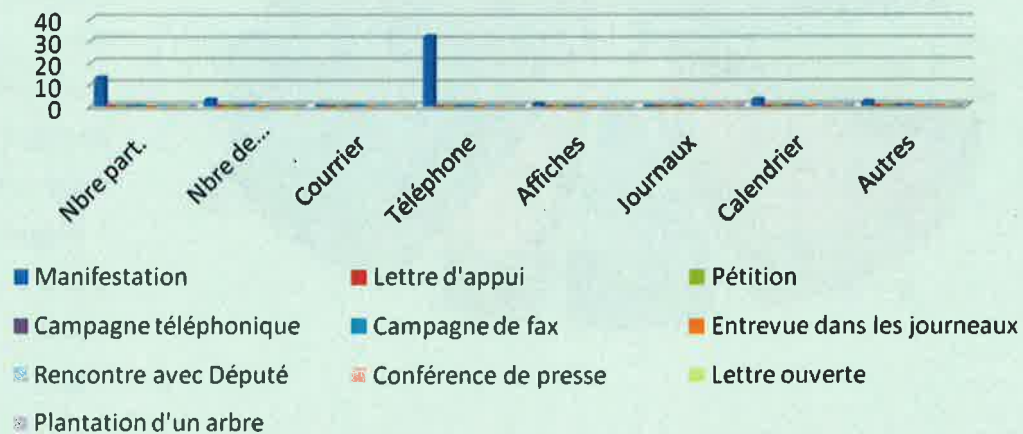 40
30
20
10
0
Nbre part.
Nbre de...
Courrier
Téléphone
Affiches
Journaux
Calendrier
Autres
Manifestation
Lettre d'appui
Pétition
Campagne téléphonique
Campagne de fax
Entrevue dans les journeaux
Rencontre avec Député
Conférence de presse
Lettre ouverte
Plantation d'un arbre